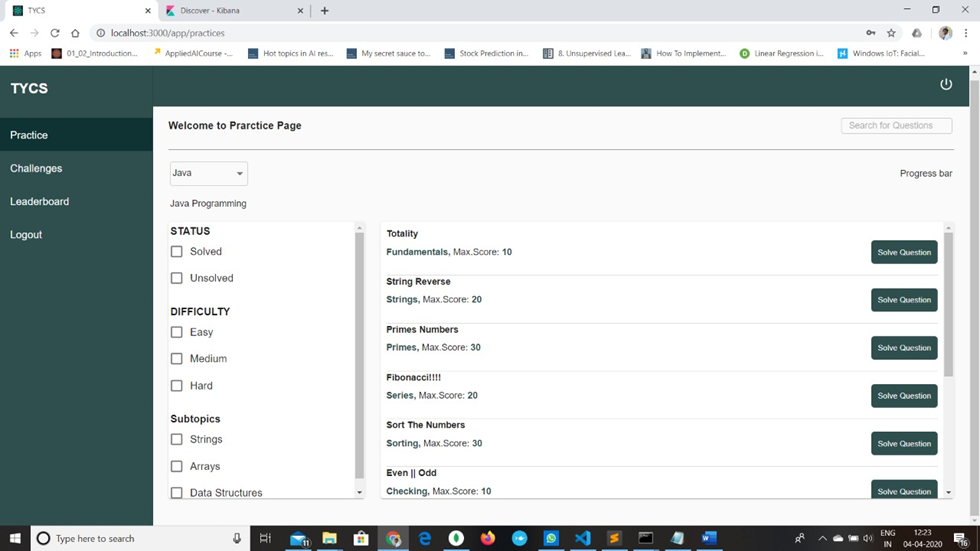 TYCS
Discover - Kibana
localhost:3000/app/practices
Apps
01_02_Introduction...
AppliedAICourse -...
Hot topics in AI res...
My secret sauce to...
Stock Prediction in...
8. Unsupervised Lea...
How To Implement...
Linear Regression i...
Windows IoT: Facial...
TYCS
Practice
Challenges
Leaderboard
Logout
Welcome to Prarctice Page
Search for Questions
Java
Progress bar
Java Programming
STATUS
Solved
Unsolved
DIFFICULTY
Easy
Medium
Hard
Subtopics
Strings
Arrays
Data Structures
Totality
Fundamentals, Max.Score: 10
Solve Question
String Reverse
Strings, Max.Score: 20
Solve Question
Primes Numbers
Primes, Max.Score: 30
Solve Question
Fibonacci!!!!
Series, Max.Score: 20
Solve Question
Sort The Numbers
Sorting, Max.Score: 30
Solve Question
Even || Odd
Checking, Max.Score: 10
Solve Question
Type here to search
11
ENG
IN
12:23
04-04-2020
16